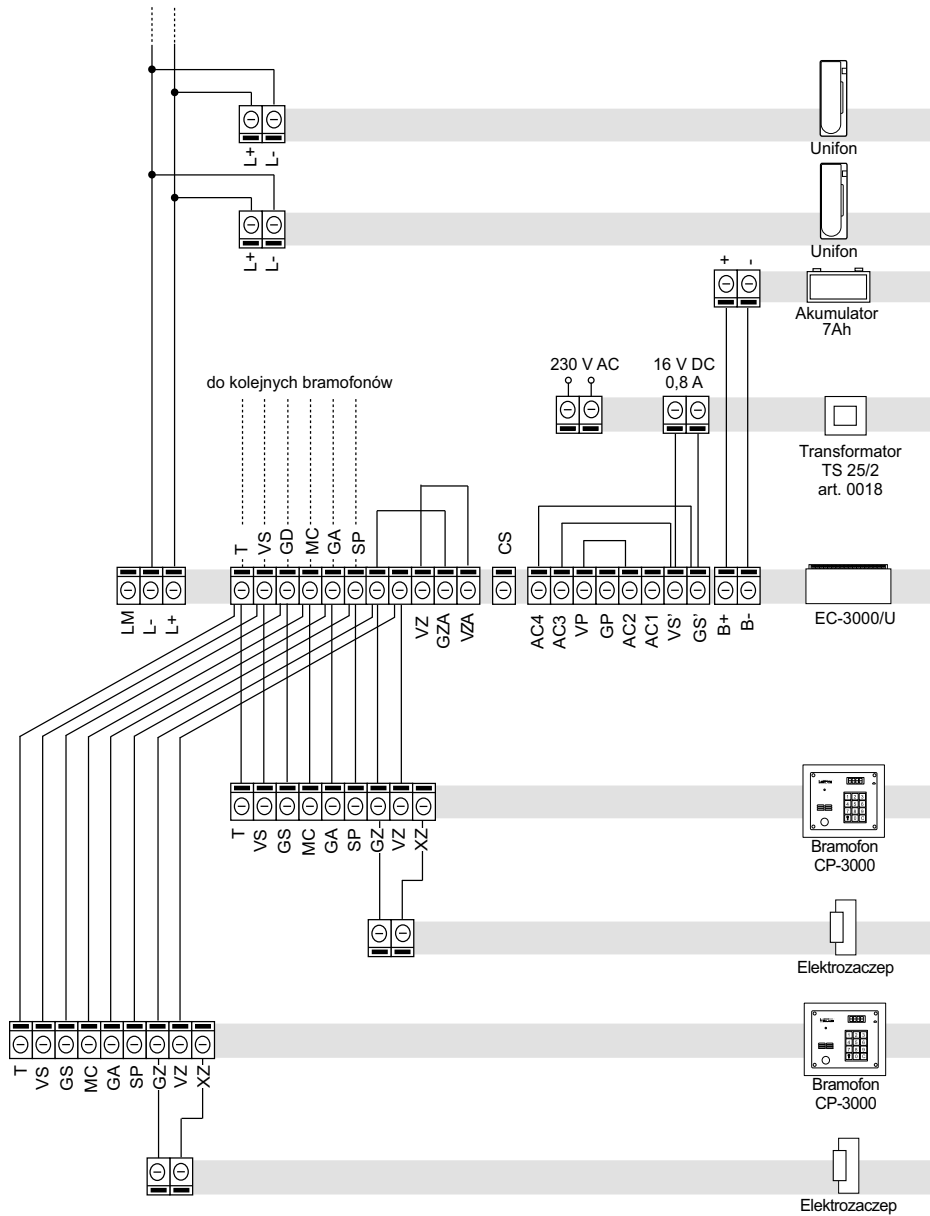 Unifon
L+
L-
Unifon
L+
L-
+
-
Akumulator
7Ah
230 V AC
16 V DC
0,8 A
do kolejnych bramofonów
Transformator
TS 25/2
art. 0018
T
VS
GD
MC
GA
SP
CS
LM
L-
L+
VZ
GZA
VZA
AC4
AC3
VP
GP
AC2
AC1
VS'
GS'
B+
B-
EC-3000/U
T
VS
GS
MC
GA
SP
GZ
VZ
XZ
Bramofon
CP-3000
Elektrozaczep
T
VS
GS
MC
GA
SP
GZ
VZ
XZ
Bramofon
CP-3000
Elektrozaczep